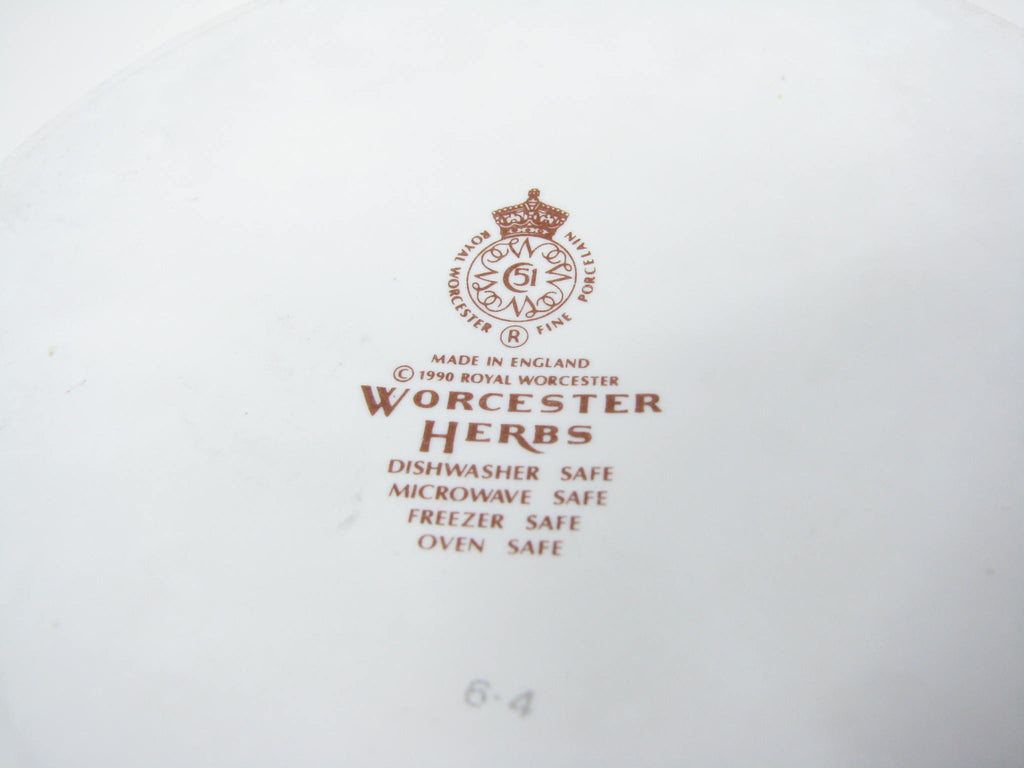 ROYAL WORCESTER
FINE PORCELAIN
51
®
MADE IN ENGLAND
© 1990 ROYAL WORCESTER
WORCESTER
HERBS
DISHWASHER SAFE
MICROWAVE SAFE
FREEZER SAFE
OVEN SAFE
6·4